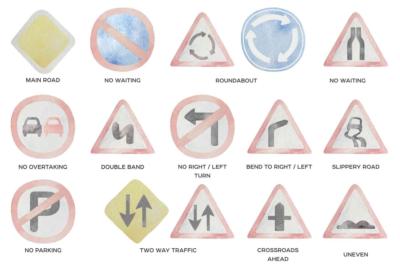 MAIN ROAD
NO WAITING
ROUNDABOUT
NO WAITING
NO OVERTAKING
DOUBLE BAND
NO RIGHT / LEFT
TURN
BEND TO RIGHT / LEFT
SLIPPERY ROAD
P
NO PARKING
TWO WAY TRAFFIC
CROSSROADS
AHEAD
UNEVEN